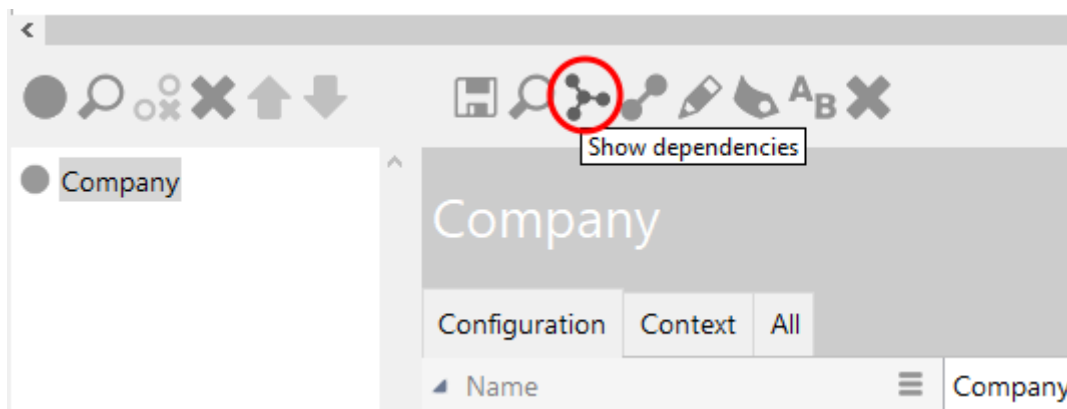 AB
Show dependencies
Company
Company
Configuration Context All
Name Company